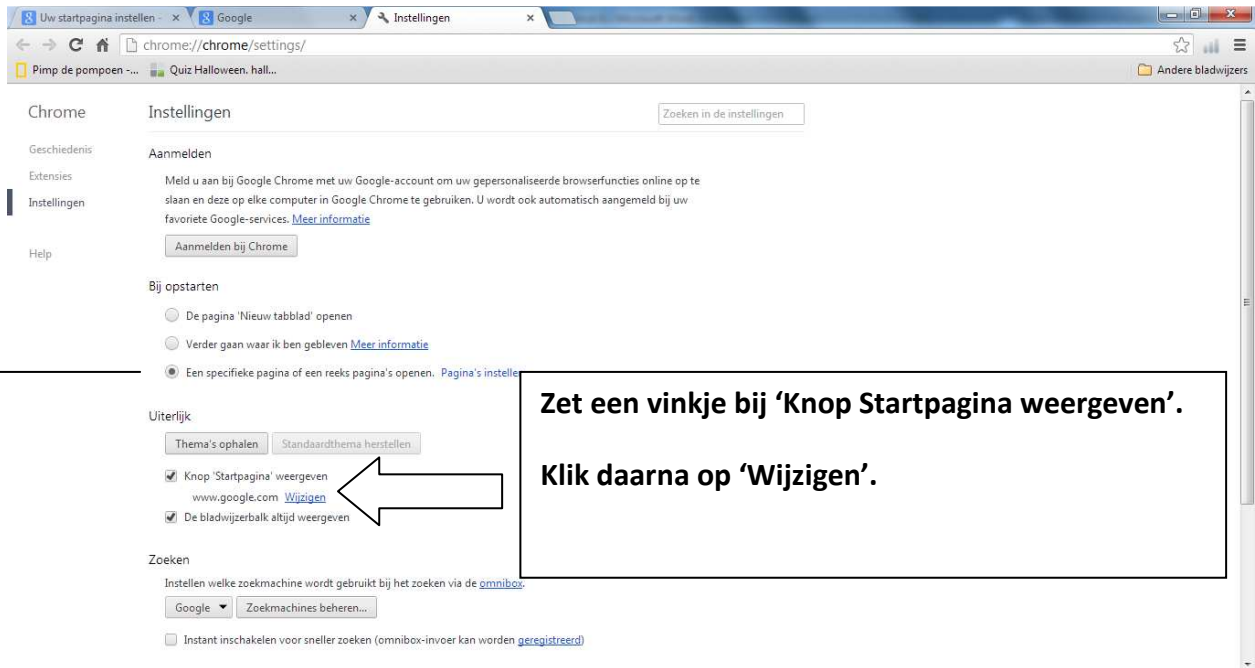 Uw startpagina instellen -
Google
Instellingen
chrome://chrome/settings/
Pimp de pompoen -...
Quiz Halloween. hall...
Andere bladwijzers
Chrome
Instellingen
Zoeken in de instellingen
Geschiedenis
Extensies
Instellingen
Help
Aanmelden
Meld u aan bij Google Chrome met uw Google-account om uw gepersonaliseerde browserfuncties online op te
slaan en deze op elke computer in Google Chrome te gebruiken. U wordt ook automatisch aangemeld bij uw
favoriete Google-services. Meer informatie
Aanmelden bij Chrome
Bij opstarten
De pagina 'Nieuw tabblad' openen
Verder gaan waar ik ben gebleven Meer informatie
Een specifieke pagina of een reeks pagina's openen. Pagina's instelle
Uiterlijk
Thema's ophalen
Standaardthema herstellen
Knop 'Startpagina' weergeven
www.google.com Wijzigen
De bladwijzerbalk altijd weergeven
Zet een vinkje bij ‘Knop Startpagina weergeven’.
Klik daarna op ‘Wijzigen’.
Zoeken
Instellen welke zoekmachine wordt gebruikt bij het zoeken via de omnibox.
Google
Zoekmachines beheren...
Instant inschakelen voor sneller zoeken (omnibox-invoer kan worden geregistreerd)